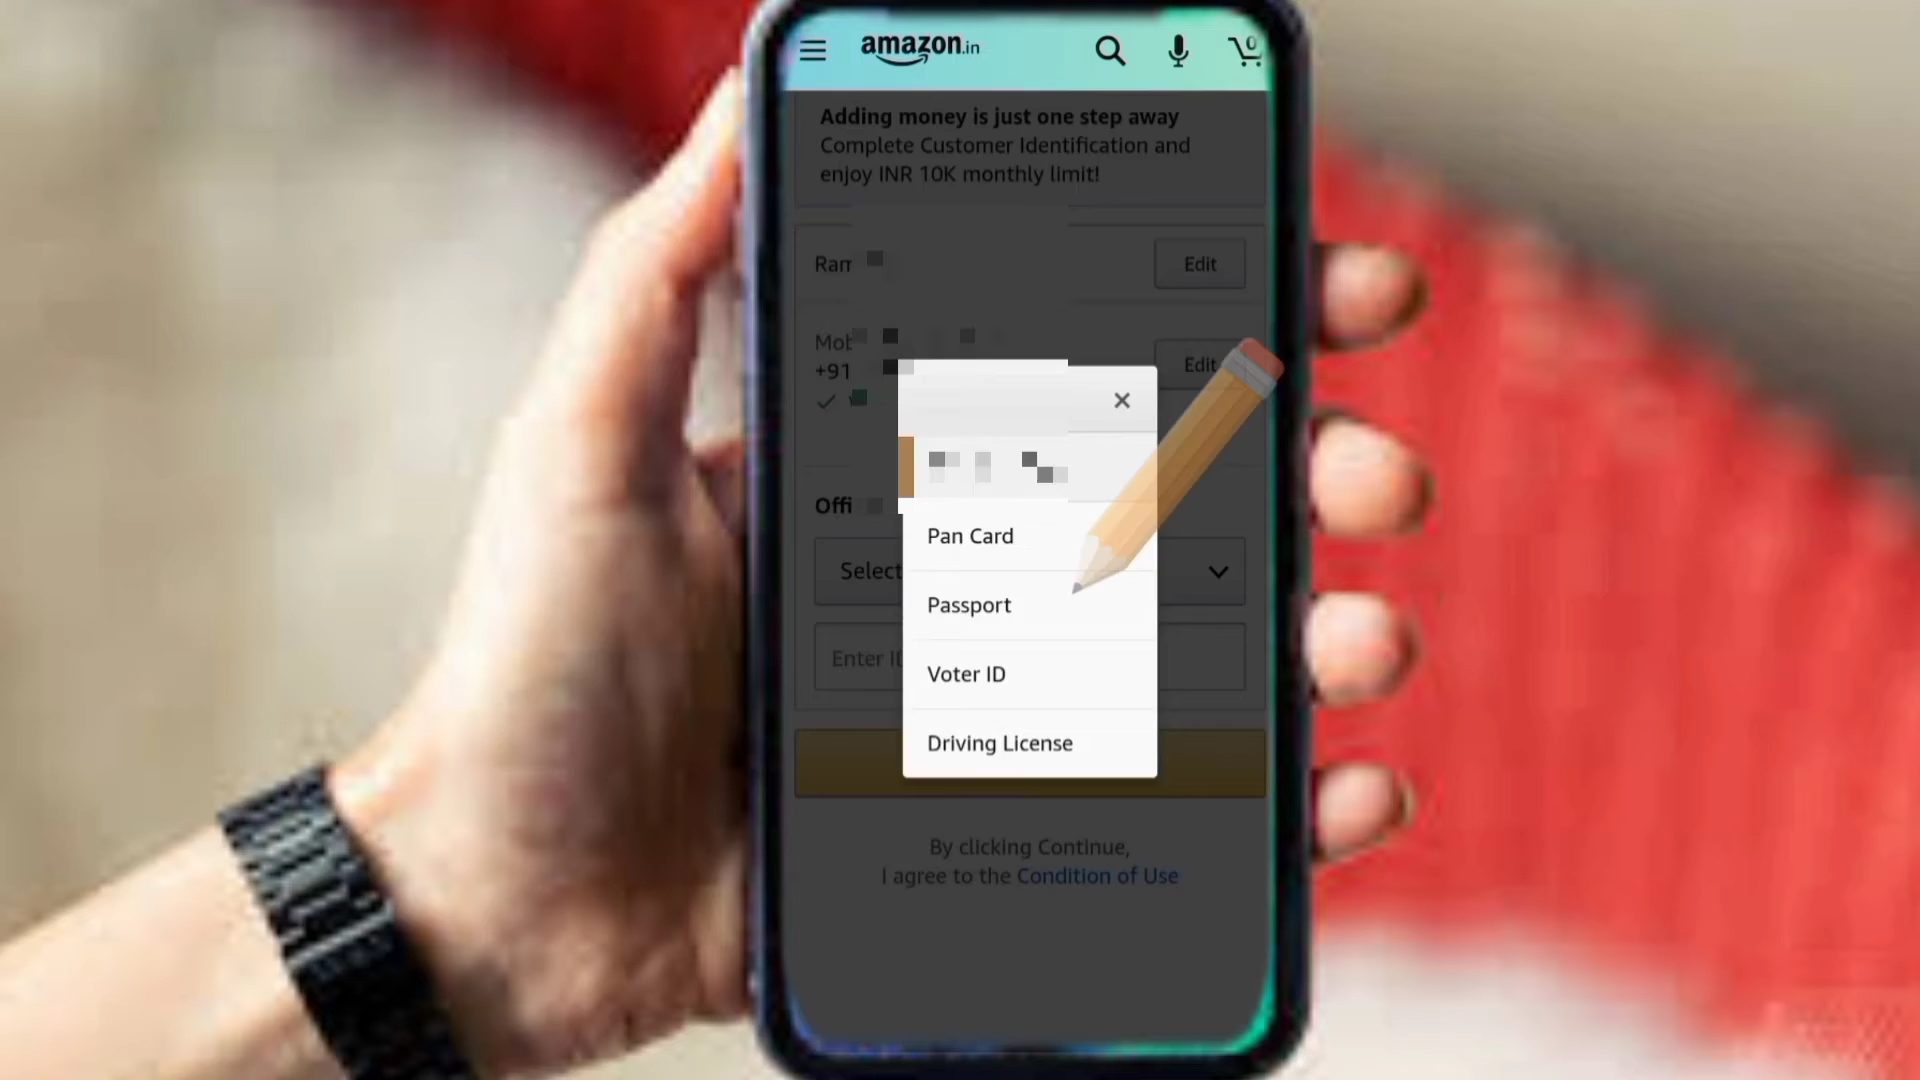 amazon.in
0
Adding money is just one step away
Complete Customer Identification and
enjoy INR 10K monthly limit!
Edit
+91
Edit
Pan Card
Select
Passport
Enter
Voter ID
Driving License
By clicking Continue,
I agree to the Condition of Use